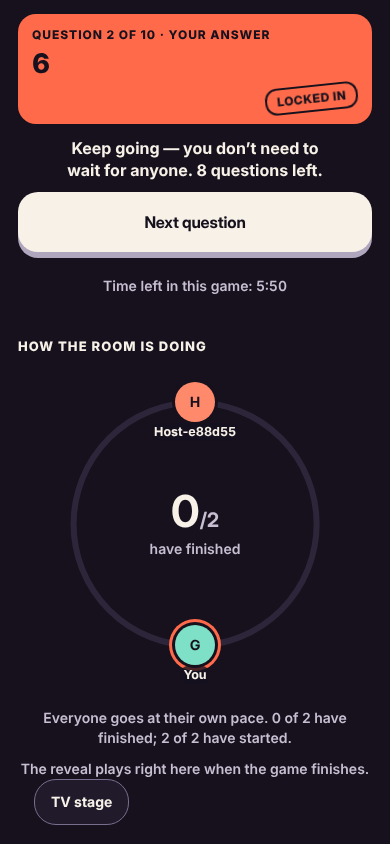 QUESTION 2 OF 10 · YOUR ANSWER
6
LOCKED IN
Keep going — you don’t need to
wait for anyone. 8 questions left.
Next question
Time left in this game: 5:50
HOW THE ROOM IS DOING
H
Host-e88d55
0/2
have finished
G
You
Everyone goes at their own pace. 0 of 2 have
finished; 2 of 2 have started.
The reveal plays right here when the game finishes.
TV stage